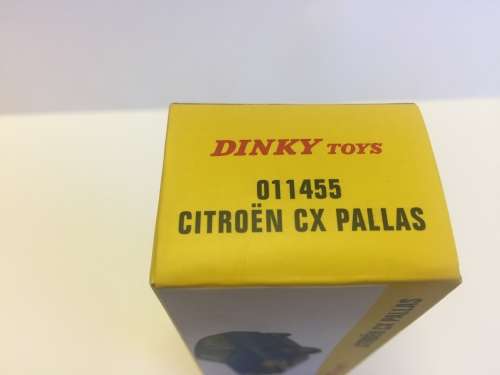 DINKY TOYS
011455
CITROËN CX PALLAS
CITROËN CX PALLAS